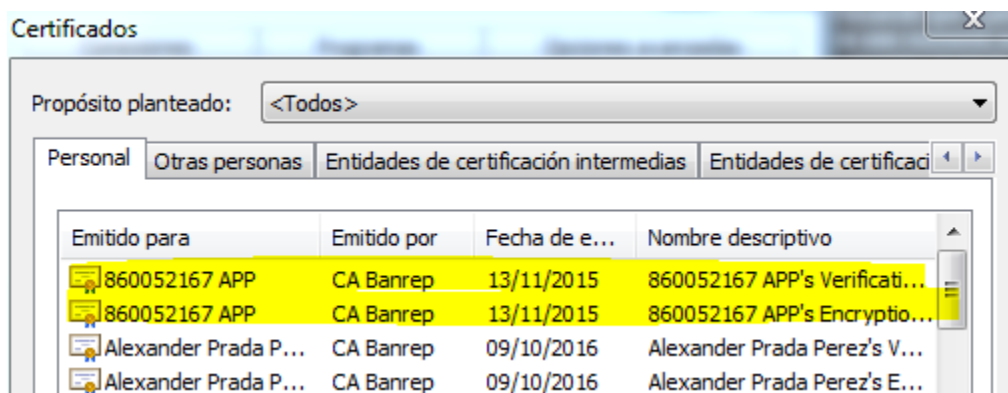 Certificados
Propósito planteado: <Todos>
Personal Otras personas Entidades de certificación intermedias Entidades de certificaci
Emitido para Emitido por Fecha de e... Nombre descriptivo
860052167 APP CA Banrep 13/11/2015 860052167 APP's Verificati...
860052167 APP CA Banrep 13/11/2015 860052167 APP's Encryptio...
Alexander Prada P... CA Banrep 09/10/2016 Alexander Prada Perez's V...
Alexander Prada P... CA Banrep 09/10/2016 Alexander Prada Perez's E...